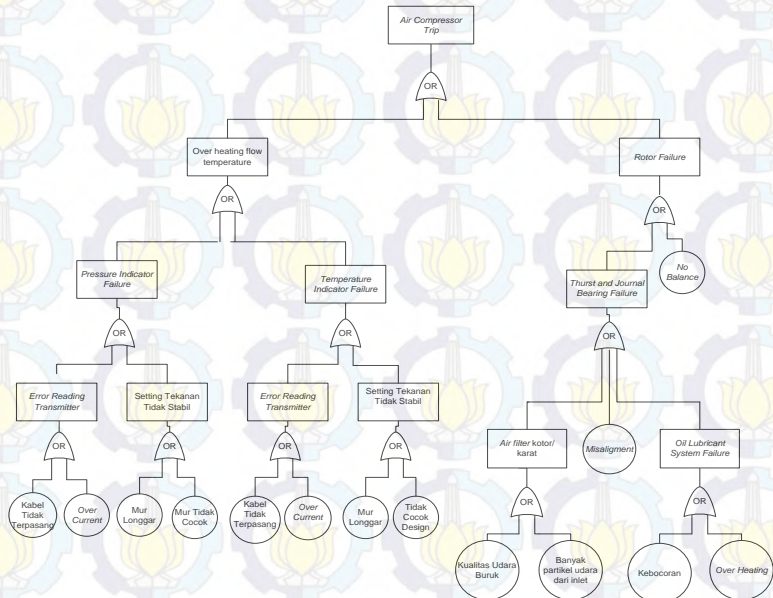 Air Compressor
Trip
OR
Over heating flow
temperature
Rotor Failure
OR
OR
Pressure Indicator
Failure
Temperature
Indicator Failure
Thurst and Journal
Bearing Failure
No
Balance
OR
OR
OR
Error Reading
Transmitter
Setting Tekanan
Tidak Stabil
Error Reading
Transmitter
Setting Tekanan
Tidak Stabil
Air filter kotor/
karat
Misaligment
Oil Lubricant
System Failure
OR
OR
OR
OR
OR
OR
Kabel
Tidak
Terpasang
Over
Current
Mur
Longgar
Mur Tidak
Cocok
Kabel
Tidak
Terpasang
Over
Current
Mur
Longgar
Tidak
Cocok
Design
Kualitas Udara
Buruk
Banyak
partikel udara
dari inlet
Kebocoran
Over Heating